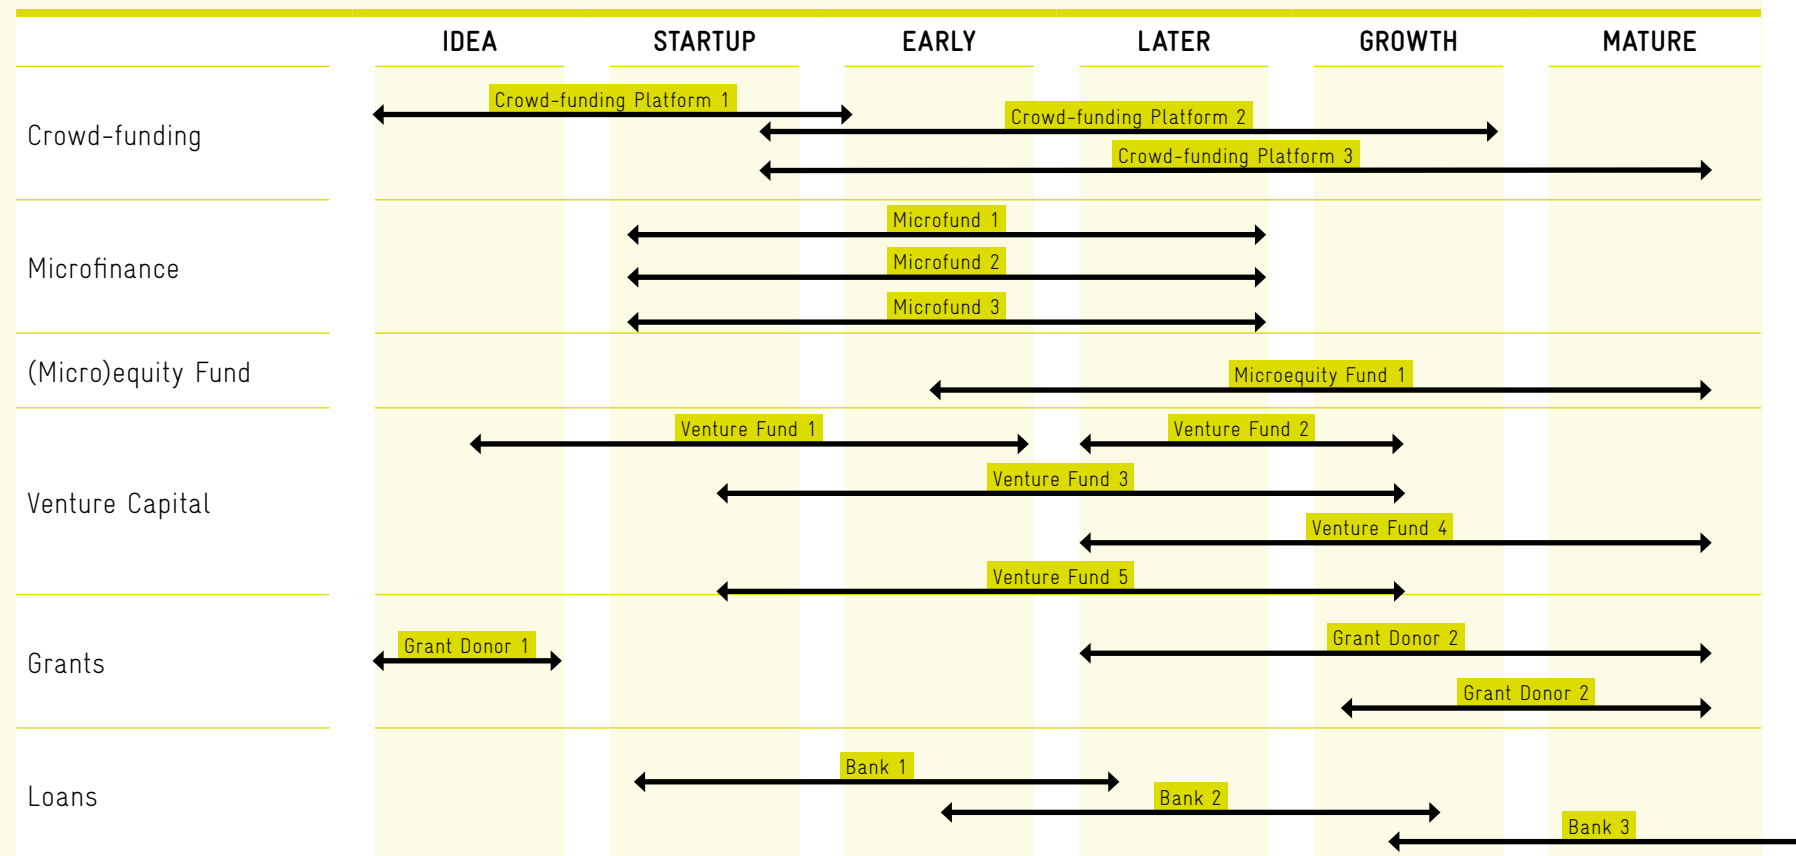 IDEA STARTUP EARLY LATER GROWTH MATURE
Crowd-funding
Crowd-funding Platform 1
Crowd-funding Platform 2
Crowd-funding Platform 3
Microfinance
Microfund 1
Microfund 2
Microfund 3
(Micro)equity Fund
Microequity Fund 1
Venture Capital
Venture Fund 1 Venture Fund 2
Venture Fund 3
Venture Fund 4
Venture Fund 5
Grants
Grant Donor 1 Grant Donor 2
Grant Donor 2
Loans
Bank 1
Bank 2
Bank 3